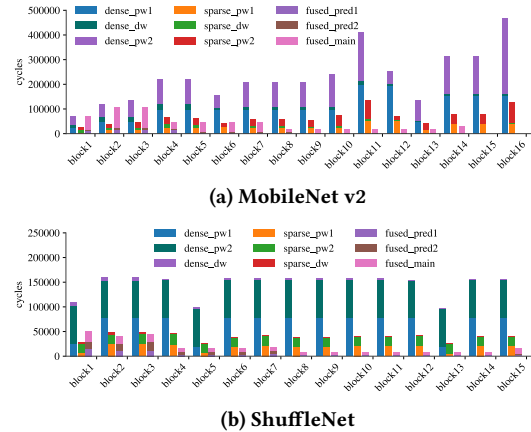 500000
400000
300000
200000
100000
0
cycles
dense_pw1 sparse_pw1 fused_pred1
dense_dw sparse_dw fused_pred2
dense_pw2 sparse_pw2 fused_main
block1 block2 block3 block4 block5 block6 block7 block8 block9 block10 block11 block12 block13 block14 block15 block16
(a) MobileNet v2
250000
200000
150000
100000
50000
0
cycles
dense_pw1 sparse_pw1 fused_pred1
dense_pw2 sparse_pw2 fused_pred2
dense_dw sparse_dw fused_main
block1 block2 block3 block4 block5 block6 block7 block8 block9 block10 block11 block12 block13 block14 block15
(b) ShuffleNet